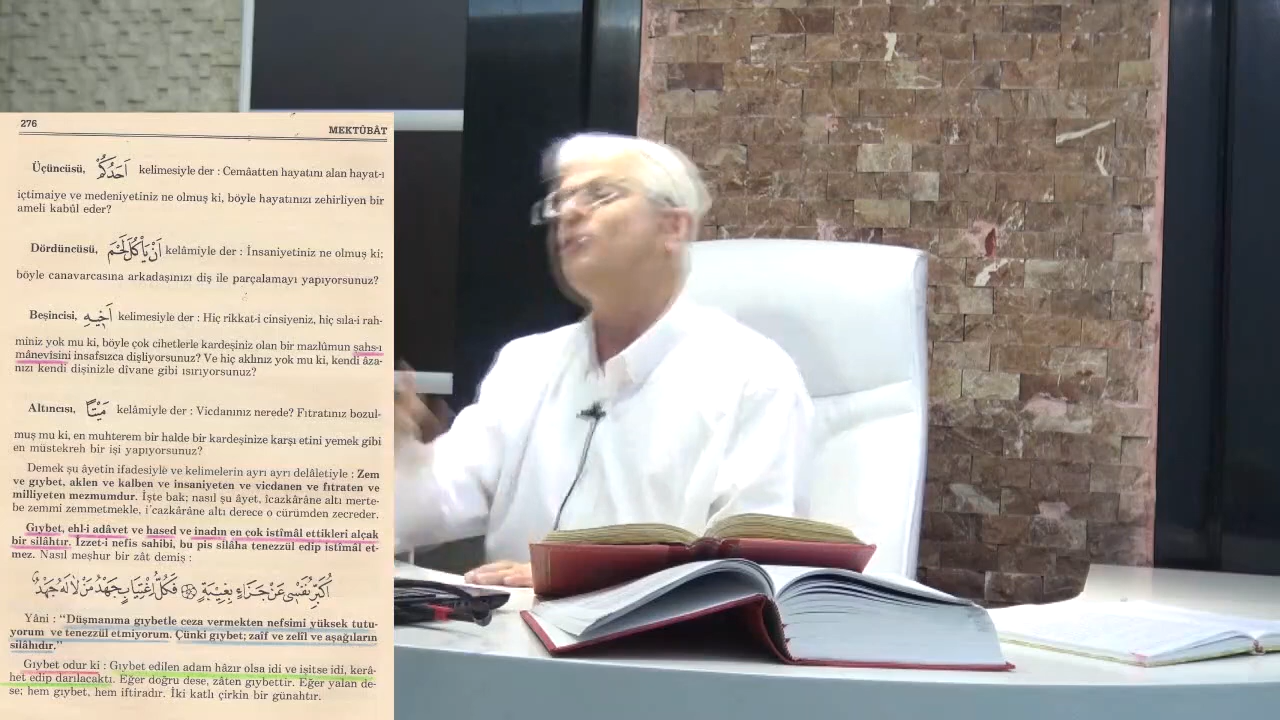 276
MEKTÛBÂT
Üçüncüsü, اَحَدُكُمْ kelimesiyle der : Cemâatten hayatını alan hayat-ı
içtimaiye ve medeniyetiniz ne olmuş ki, böyle hayatınızı zehirliyen bir
ameli kabûl eder?
Dördüncüsü, اَنْ يَاْكُلَ لَحْمَ kelâmiyle der : İnsaniyetiniz ne olmuş ki;
böyle canavarcasına arkadaşınızı diş ile parçalamayı yapıyorsunuz?
Beşincisi, اَخِيهِ kelimesiyle der : Hiç rikkat-i cinsiyeniz, hiç sıla-i rah-
miniz yok mu ki, böyle çok cihetlerle kardeşiniz olan bir mazlûmun şahs-ı
mânevîsini insafsızca dişliyorsunuz? Ve hiç aklınız yok mu ki, kendi âza-
nızı kendi dişinizle dîvane gibi ısırıyorsunuz?
Altıncısı, مَيْتًا kelâmiyle der : Vicdanınız nerede? Fıtratınız bozul-
muş mu ki, en muhterem bir halde bir kardeşinize karşı etini yemek gibi
en müstekreh bir işi yapıyorsunuz?
Demek şu âyetin ifadesiyle ve kelimelerin ayrı ayrı delâletiyle : Zem
ve gıybet, aklen ve kalben ve insaniyeten ve vicdanen ve fıtraten ve
milliyeten mezmumdur. İşte bak; nasıl şu âyet, îcazkârâne altı merte-
be zemmi zemmetmekle, i'cazkârâne altı derece o cürümden zecreder.
Gıybet, ehl-i adâvet ve hased ve inadın en çok istîmâl ettikleri alçak
bir silâhtır. İzzet-i nefis sahibi, bu pis silâha tenezzül edip istîmâl et-
mez. Nasıl meşhur bir zât demiş :
اُكَبِّرُ نَفْسِى عَنْ جَزَاءٍ بِغِيْبَةٍ فَكُلُّ اغْتِيَابٍ جَهْدُ مَنْ لَا لَهُ جَهْدٌ
Yâni : "Düşmanıma gıybetle ceza vermekten nefsimi yüksek tutu-
yorum ve tenezzül etmiyorum. Çünki gıybet; zaif ve zelîl ve aşağıların
silâhıdır."
Gıybet odur ki : Gıybet edilen adam hâzır olsa idi ve işitse idi, kerâ-
het edip darılacaktı. Eğer doğru dese, zâten gıybettir. Eğer yalan de-
se; hem gıybet, hem iftiradır. İki katlı çirkin bir günahtır.